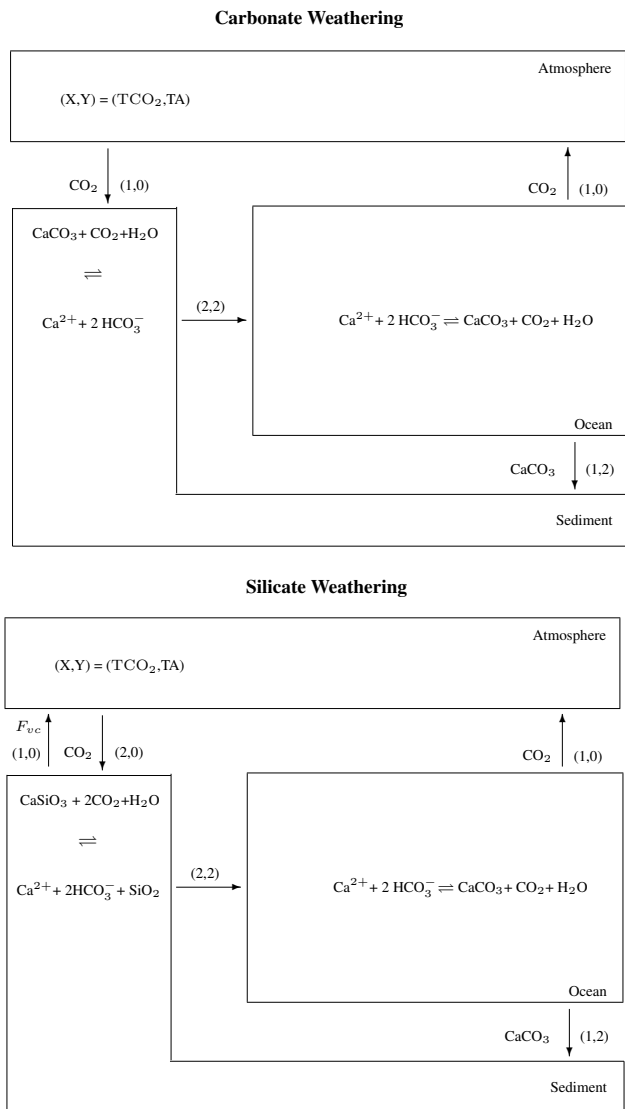 Carbonate Weathering
Atmosphere
(X,Y) = (TCO₂,TA)
CO₂ (1,0)
CO₂ (1,0)
CaCO₃+ CO₂+H₂O
⇌
Ca²⁺+ 2 HCO₃⁻
(2,2)
Ca²⁺+ 2 HCO₃⁻⇌ CaCO₃+ CO₂+ H₂O
Ocean
CaCO₃ (1,2)
Sediment
Silicate Weathering
Atmosphere
(X,Y) = (TCO₂,TA)
F_vc
(1,0) CO₂ (2,0)
CO₂ (1,0)
CaSiO₃ + 2CO₂+H₂O
⇌
Ca²⁺+ 2HCO₃⁻+ SiO₂
(2,2)
Ca²⁺+ 2 HCO₃⁻⇌ CaCO₃+ CO₂+ H₂O
Ocean
CaCO₃ (1,2)
Sediment